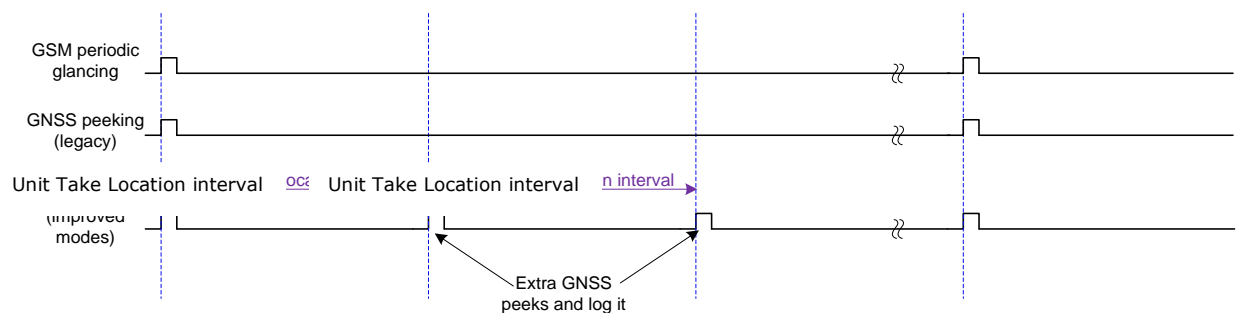 GSM periodic
glancing
GNSS peeking
(legacy)
Unit Take Location interval Unit Take Location interval n interval
(improved
modes)
Extra GNSS
peeks and log it